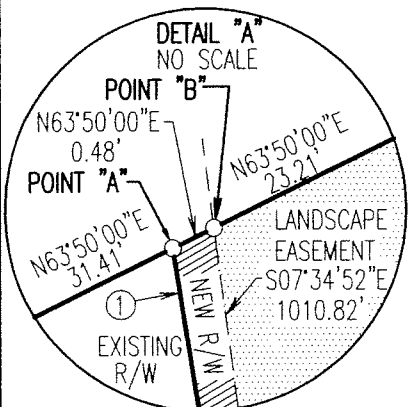 DETAIL "A"
NO SCALE
POINT "B"
N63°50'00"E
0.48'
POINT "A"
N63°50'00"E
23.21'
N63°50'00"E
31.41'
LANDSCAPE
EASEMENT
S07°34'52"E
1010.82'
1
NEW R/W
EXISTING
R/W